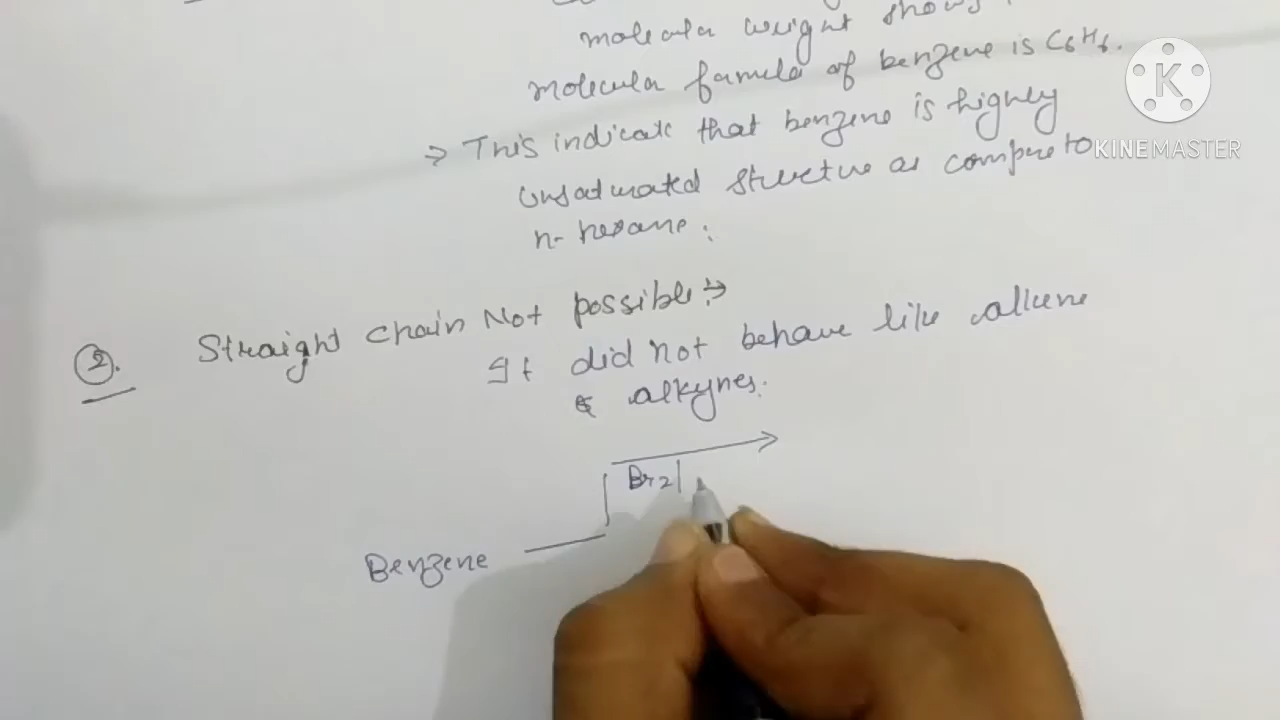 molecular weight shows
molecular formula of benzene is C6H6.
K
KINEMASTER
⇒ This indicate that benzene is highly
unsaturated structure as compare to
n-hexane.
2. Straight chain Not possible :→
It did not behave like alkene
& alkynes.
Br2|
Benzene